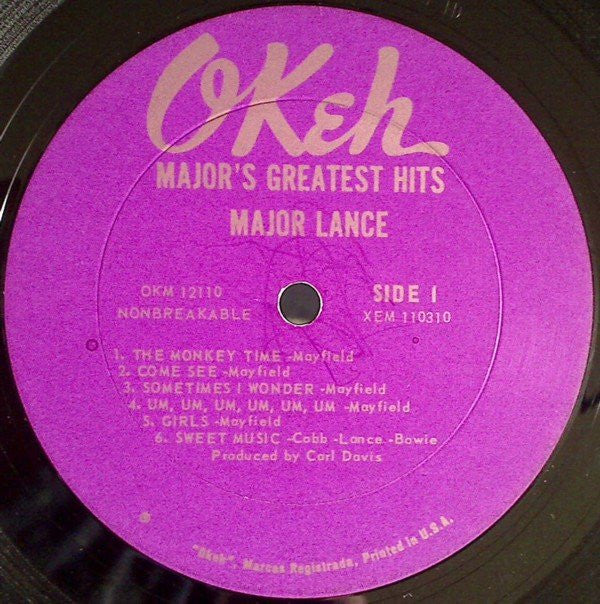 OKeh
MAJOR'S GREATEST HITS
MAJOR LANCE
OKM 12110
NONBREAKABLE
SIDE 1
XEM 110310
1. THE MONKEY TIME -Mayfield
2. COME SEE -Mayfield
3. SOMETIMES I WONDER -Mayfield
4. UM, UM, UM, UM, UM, UM -Mayfield
5. GIRLS -Mayfield
6. SWEET MUSIC -Cobb -Lance -Bowie
Produced by Carl Davis
"Okeh", Marcas Registrada, Printed in U.S.A.